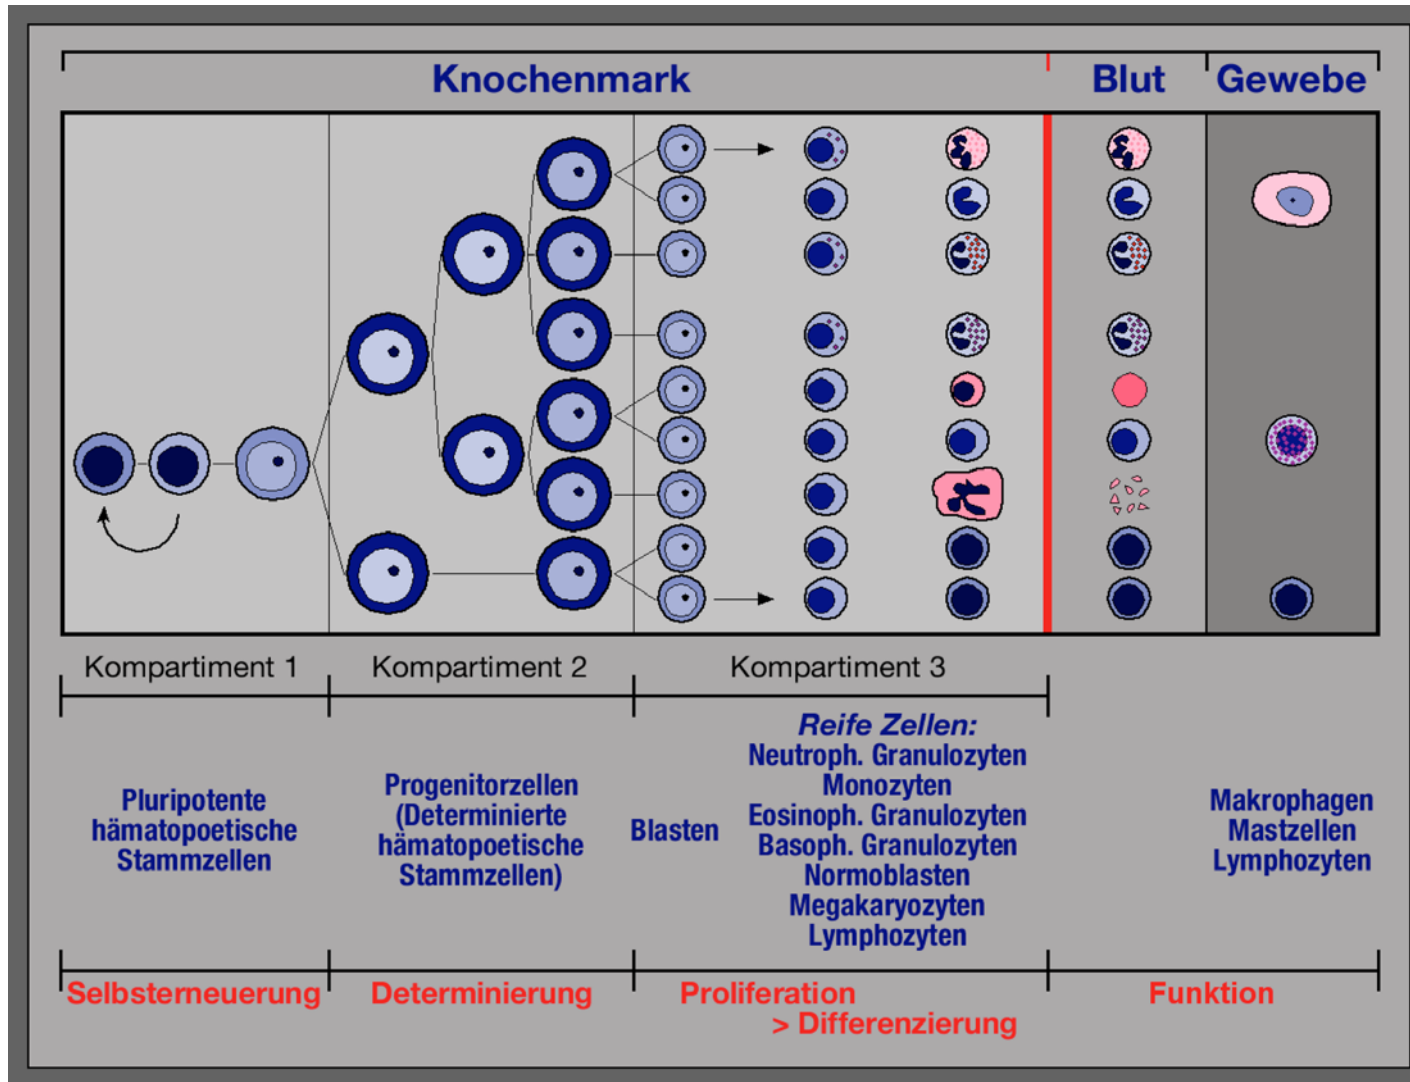 Knochenmark
Blut
Gewebe
Kompartiment 1
Kompartiment 2
Kompartiment 3
Pluripotente
hämatopoetische
Stammzellen
Progenitorzellen
(Determinierte
hämatopoetische
Stammzellen)
Blasten
Reife Zellen:
Neutroph. Granulozyten
Monozyten
Eosinoph. Granulozyten
Basoph. Granulozyten
Normoblasten
Megakaryozyten
Lymphozyten
Makrophagen
Mastzellen
Lymphozyten
Selbsterneuerung
Determinierung
Proliferation
> Differenzierung
Funktion